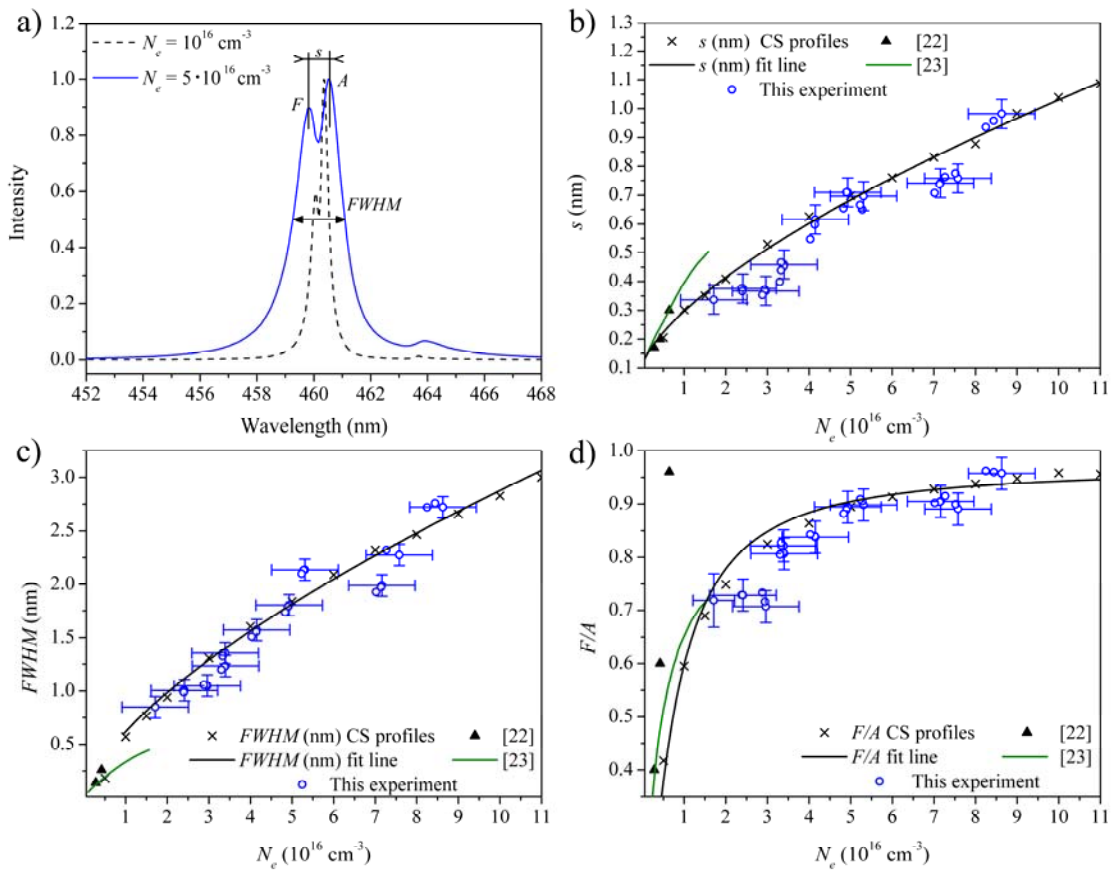 a)
1.2
1.0
0.8
0.6
0.4
0.2
0.0
Intensity
N_e = 10^16 cm^-3
N_e = 5·10^16 cm^-3
s
F
A
FWHM
452 454 456 458 460 462 464 466 468
Wavelength (nm)
b)
1.3
1.2
1.1
1.0
0.9
0.8
0.7
0.6
0.5
0.4
0.3
0.2
0.1
s (nm)
s (nm) CS profiles [22]
s (nm) fit line [23]
This experiment
1 2 3 4 5 6 7 8 9 10 11
N_e (10^16 cm^-3)
c)
3.0
2.5
2.0
1.5
1.0
0.5
FWHM (nm)
FWHM (nm) CS profiles [22]
FWHM (nm) fit line [23]
This experiment
1 2 3 4 5 6 7 8 9 10 11
N_e (10^16 cm^-3)
d)
1.0
0.9
0.8
0.7
0.6
0.5
0.4
F/A
F/A CS profiles [22]
F/A fit line [23]
This experiment
1 2 3 4 5 6 7 8 9 10 11
N_e (10^16 cm^-3)